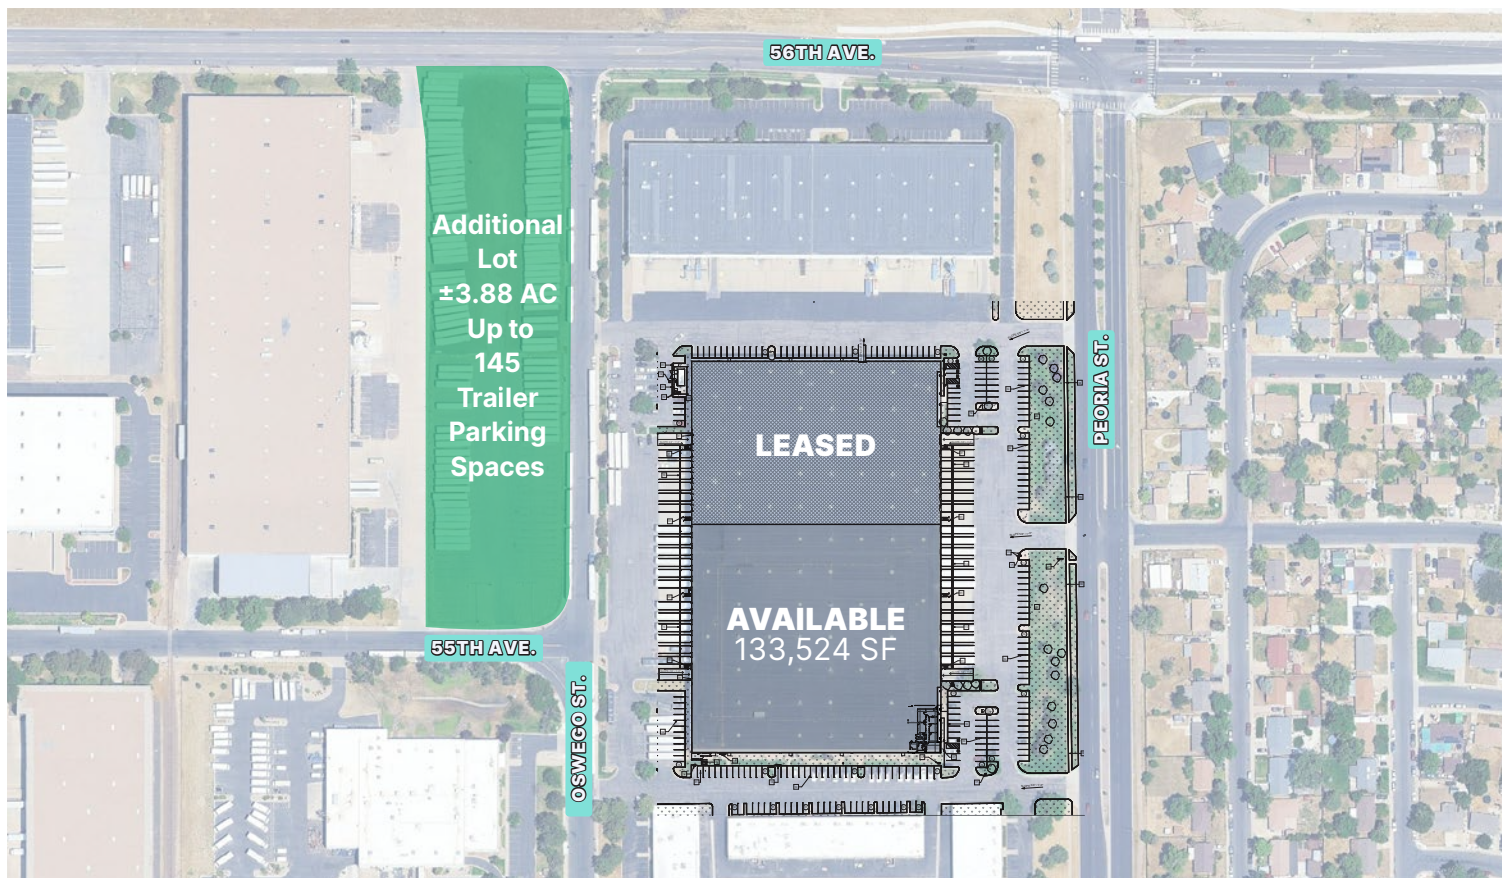 56TH AVE.
Additional
Lot
±3.88 AC
Up to
145
Trailer
Parking
Spaces
PEORIA ST.
LEASED
AVAILABLE
133,524 SF
55TH AVE.
OSWEGO ST.